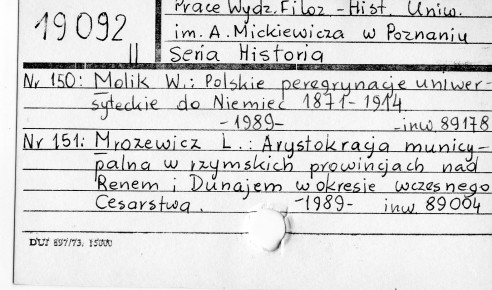 19092 II
Prace Wydz. Filoz - Hist. Uniw.
im. A. Mickiewicza w Poznaniu
Seria Historia
Nr 150: Molik W.: Polskie peregrynacje uniwer-
syteckie do Niemiec 1871-1914.
-1989- inw. 89178
Nr 151: Mrozewicz L.: Arystokracja municy-
palna w rzymskich prowincjach nad
Renem i Dunajem w okresie wczesnego
Cesarstwa. -1989- inw. 89004
DUJ 897/73. 15000